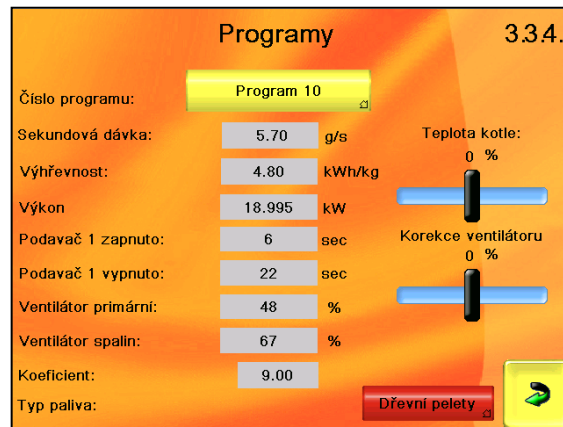 Programy 3.3.4.
Číslo programu: Program 10
Sekundová dávka: 5.70 g/s
Teplota kotle:
0 %
Výhřevnost: 4.80 kWh/kg
Výkon 18.995 kW
Podavač 1 zapnuto: 6 sec
Korekce ventilátoru
0 %
Podavač 1 vypnuto: 22 sec
Ventilátor primární: 48 %
Ventilátor spalin: 67 %
Koeficient: 9.00
Typ paliva: Dřevní pelety